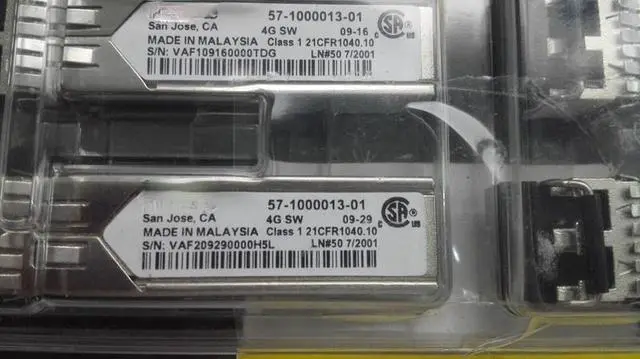 57-1000013-01
San Jose, CA 4G SW 09-16
MADE IN MALAYSIA Class 1 21CFR1040.10
S/N: VAF109160000TDG LN#50 7/2001
57-1000013-01
San Jose, CA 4G SW 09-29
MADE IN MALAYSIA Class 1 21CFR1040.10
S/N: VAF209290000H5L LN#50 7/2001